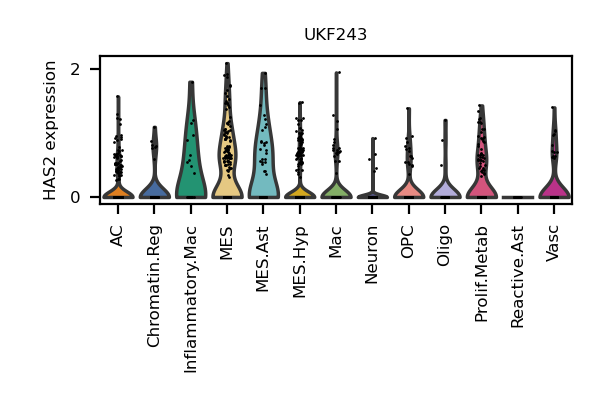 UKF243
HAS2 expression
2
0
AC
Chromatin.Reg
Inflammatory.Mac
MES
MES.Ast
MES.Hyp
Mac
Neuron
OPC
Oligo
Prolif.Metab
Reactive.Ast
Vasc